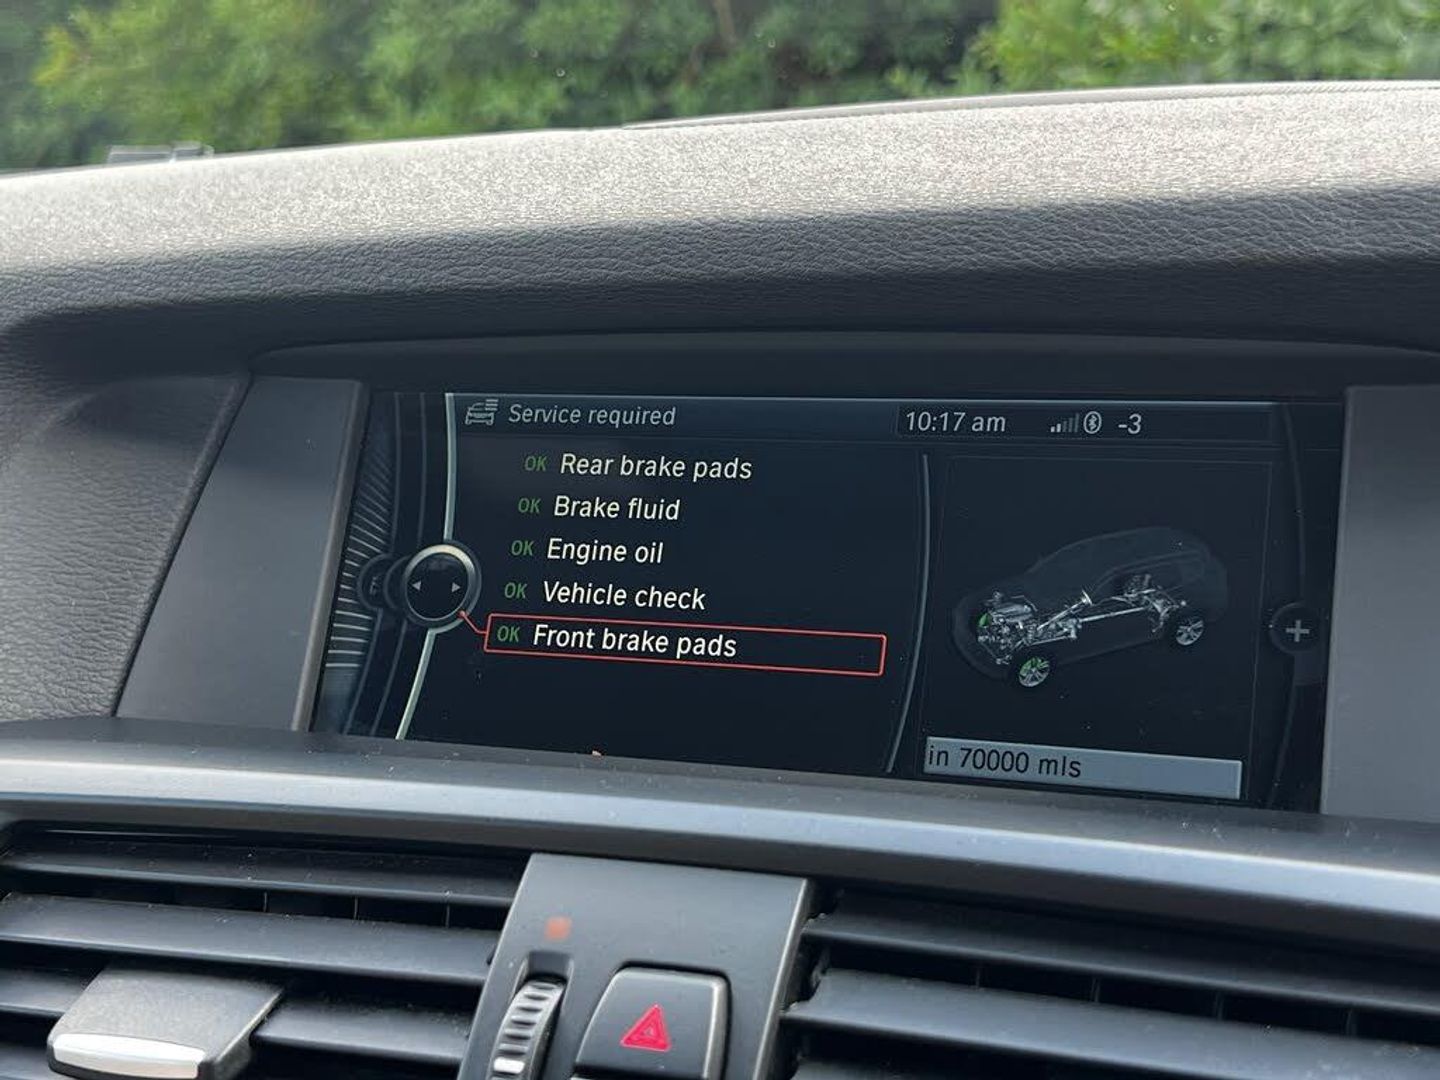 Service required
10:17 am -3
OK Rear brake pads
OK Brake fluid
OK Engine oil
OK Vehicle check
OK Front brake pads
in 70000 mls